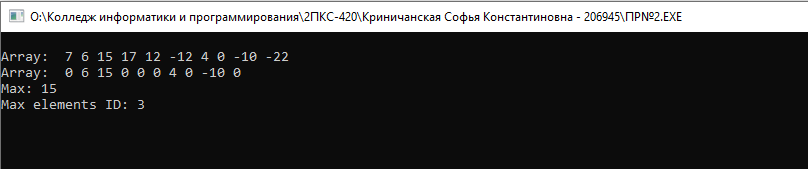 O:\Колледж информатики и программирования\2ПКС-420\Криничанская Софья Константиновна - 206945\ПР№2.EXE
Array:  7 6 15 17 12 -12 4 0 -10 -22
Array:  0 6 15 0 0 0 4 0 -10 0
Max: 15
Max elements ID: 3